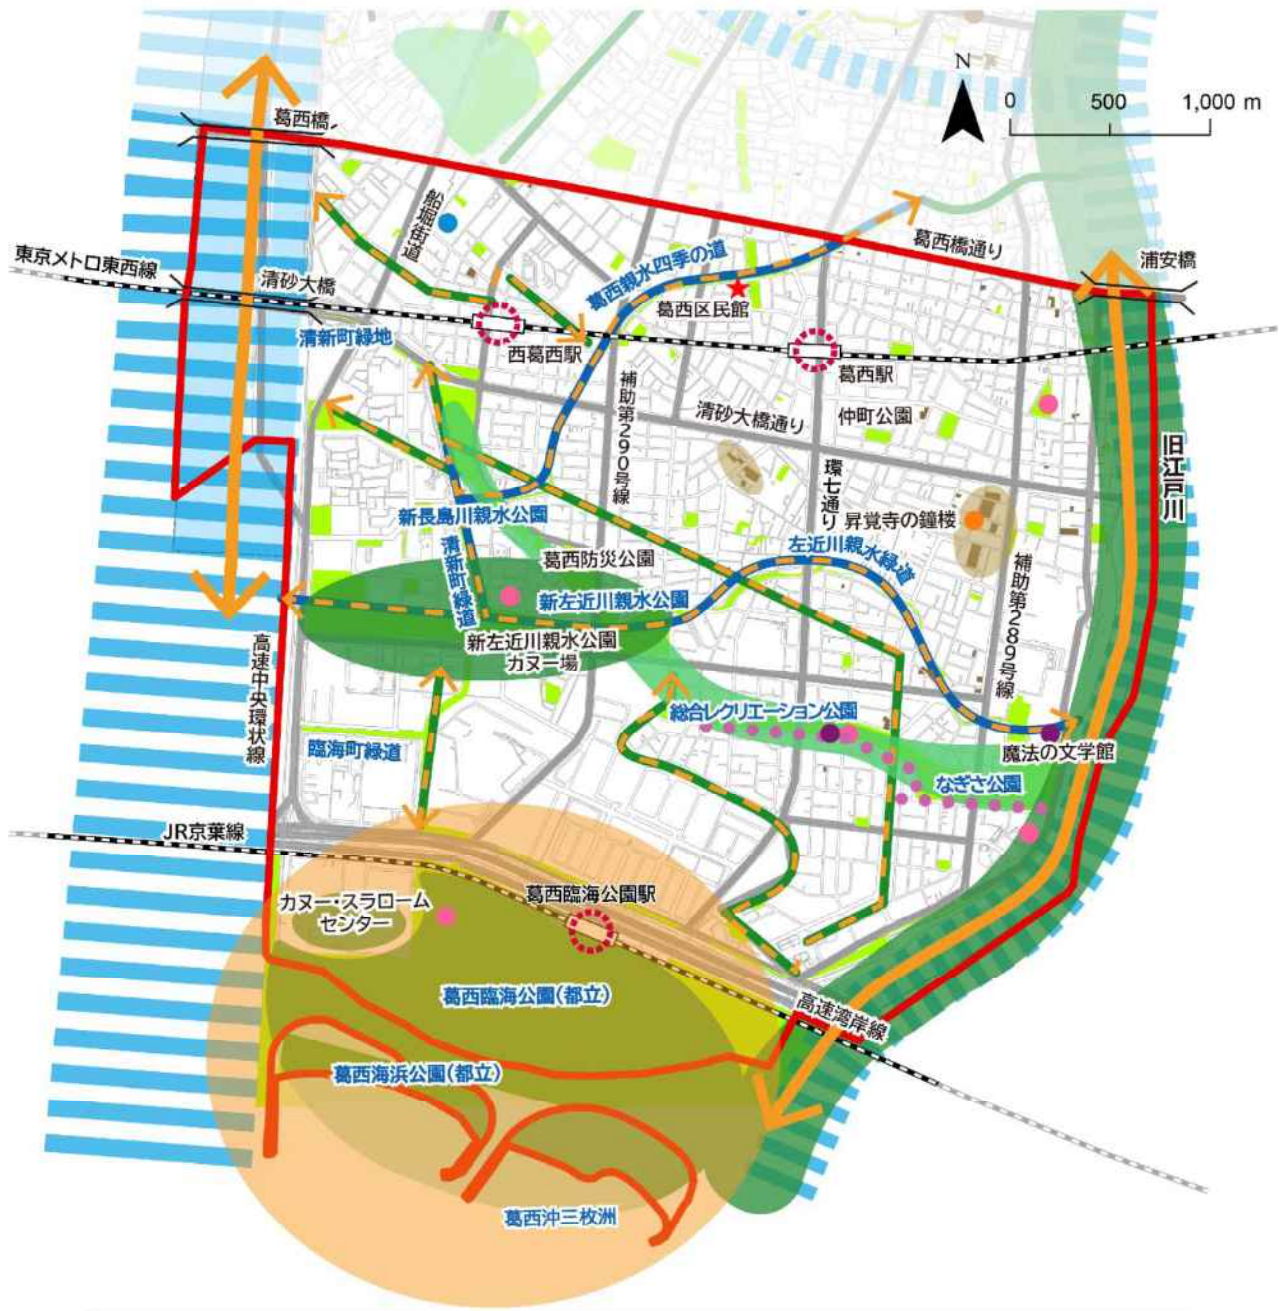 N
0 500 1,000 m
葛西橋
船堀街道
葛西橋通り
浦安橋
東京メトロ東西線
清砂大橋
葛西親水四季の道
葛西区民館
清新町緑地
西葛西駅
葛西駅
補助第290号線
清砂大橋通り
仲町公園
旧江戸川
環七通り
新長島川親水公園
昇覚寺の鐘楼
清新町緑道
葛西防災公園
左近川親水緑道
補助第289号線
新左近川親水公園
新左近川親水公園
カヌー場
高速中央環状線
総合レクリエーション公園
臨海町緑道
魔法の文学館
なぎさ公園
JR京葉線
カヌー・スラローム
センター
葛西臨海公園駅
葛西臨海公園(都立)
高速湾岸線
葛西海浜公園(都立)
葛西沖三枚洲